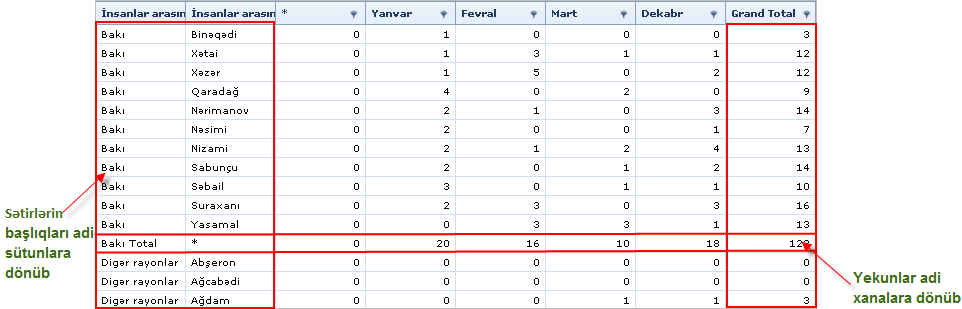 İnsanlar arasın İnsanlar arasın * Yanvar Fevral Mart Dekabr Grand Total
Bakı Binəqədi 0 1 0 0 0 3
Bakı Xətai 0 1 3 1 1 12
Bakı Xəzər 0 1 5 0 2 12
Bakı Qaradağ 0 4 0 2 0 9
Bakı Nərimanov 0 2 1 0 3 14
Bakı Nəsimi 0 2 0 0 1 7
Bakı Nizami 0 2 1 2 4 13
Bakı Sabunçu 0 2 0 1 2 14
Bakı Səbail 0 3 0 1 1 10
Bakı Suraxanı 0 2 3 0 3 16
Bakı Yasamal 0 0 3 3 1 13
Bakı Total * 0 20 16 10 18
Digər rayonlar Abşeron 0 0 0 0 0 0
Digər rayonlar Ağcabədi 0 0 0 0 0 0
Digər rayonlar Ağdam 0 0 0 1 1 3
Sətirlərin
başlıqları adi
sütunlara
dönüb
Yekunlar adi
xanalara dönüb